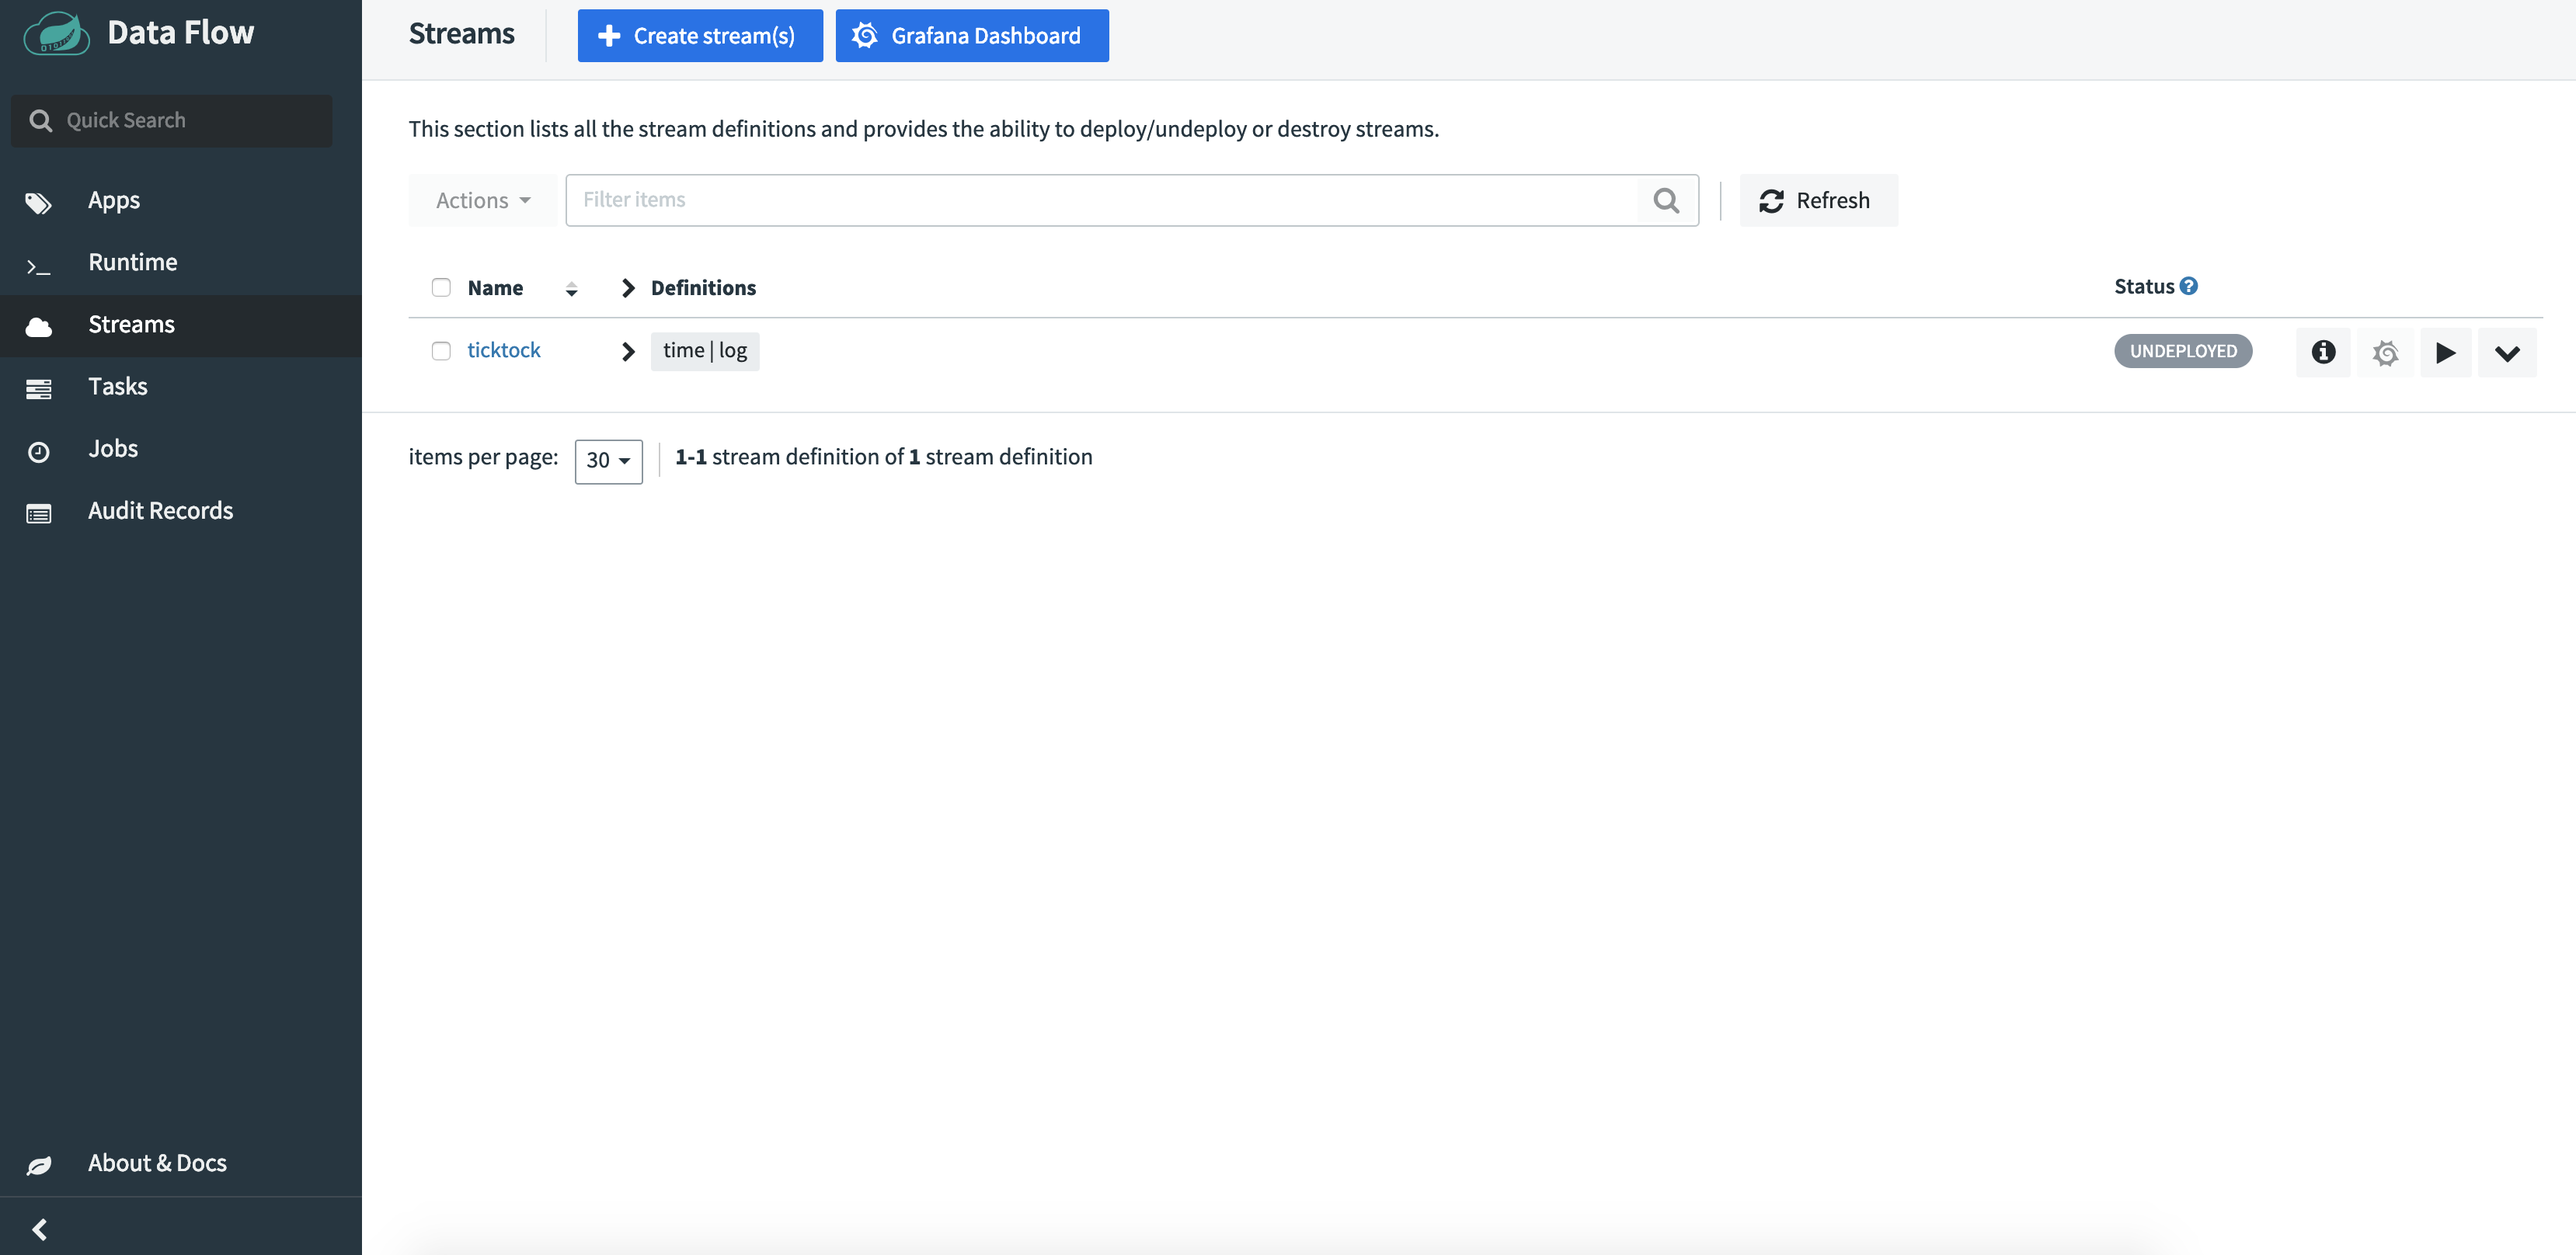 Data Flow
Quick Search
Apps
Runtime
Streams
Tasks
Jobs
Audit Records
About & Docs
Streams
Create stream(s)
Grafana Dashboard
This section lists all the stream definitions and provides the ability to deploy/undeploy or destroy streams.
Actions
Filter items
Refresh
Name Definitions Status ?
ticktock time | log UNDEPLOYED
items per page: 30 1-1 stream definition of 1 stream definition